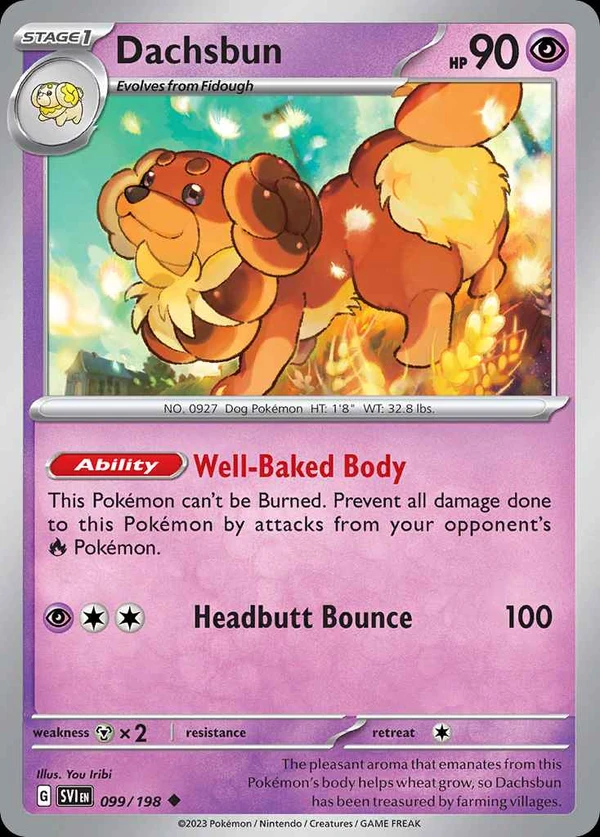 STAGE1
Dachsbun
HP 90
Evolves from Fidough
NO. 0927 Dog Pokémon HT: 1'8" WT: 32.8 lbs.
Ability Well-Baked Body
This Pokémon can't be Burned. Prevent all damage done
to this Pokémon by attacks from your opponent's
Pokémon.
Headbutt Bounce 100
weakness ×2 resistance retreat
Illus. You Iribi
G SVI EN 099/198
The pleasant aroma that emanates from this
Pokémon's body helps wheat grow, so Dachsbun
has been treasured by farming villages.
©2023 Pokémon / Nintendo / Creatures / GAME FREAK